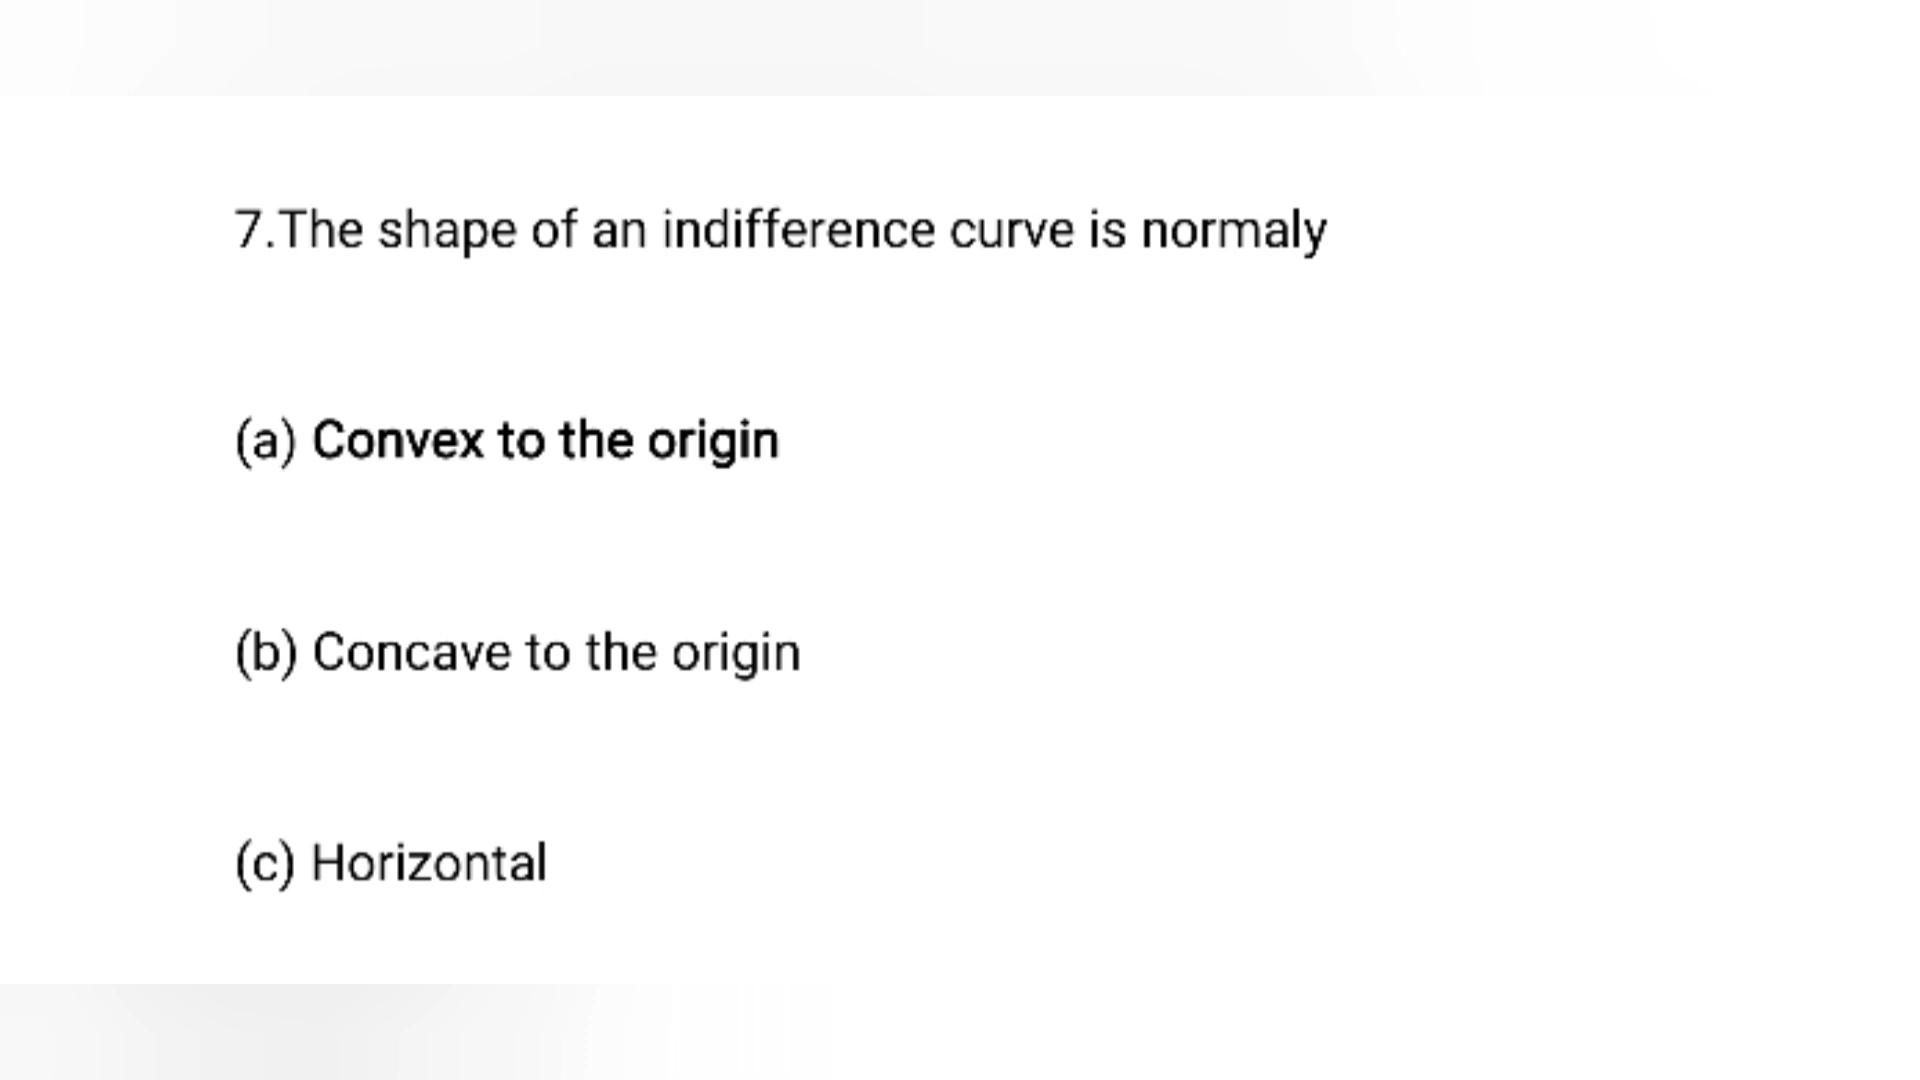 7.The shape of an indifference curve is normaly
(a) Convex to the origin
(b) Concave to the origin
(c) Horizontal